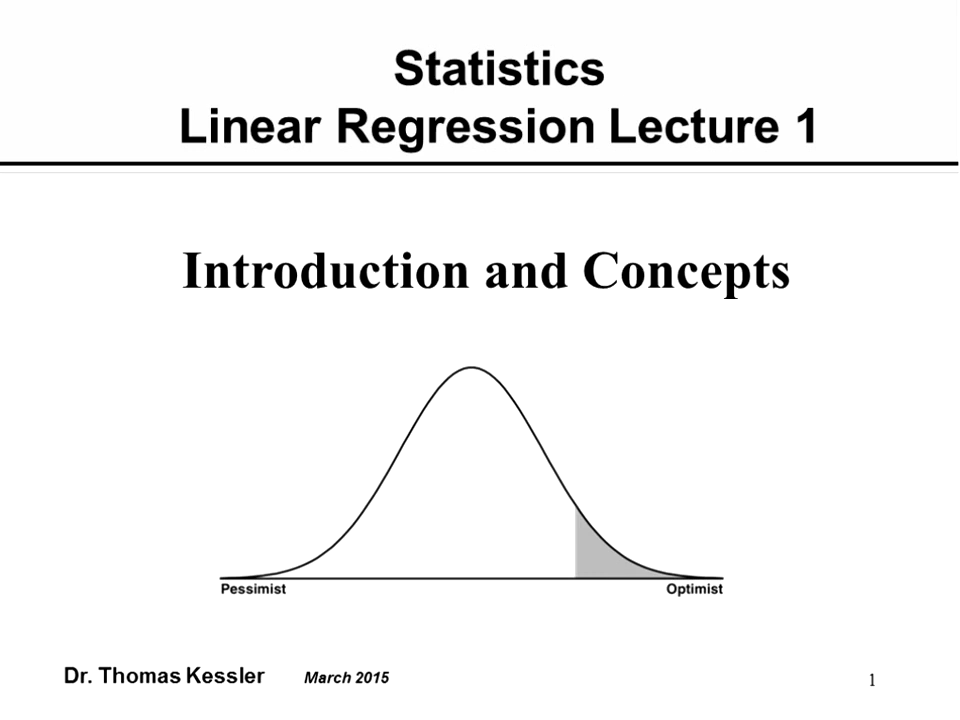 Statistics
Linear Regression Lecture 1
Introduction and Concepts
Pessimist Optimist
Dr. Thomas Kessler March 2015 1